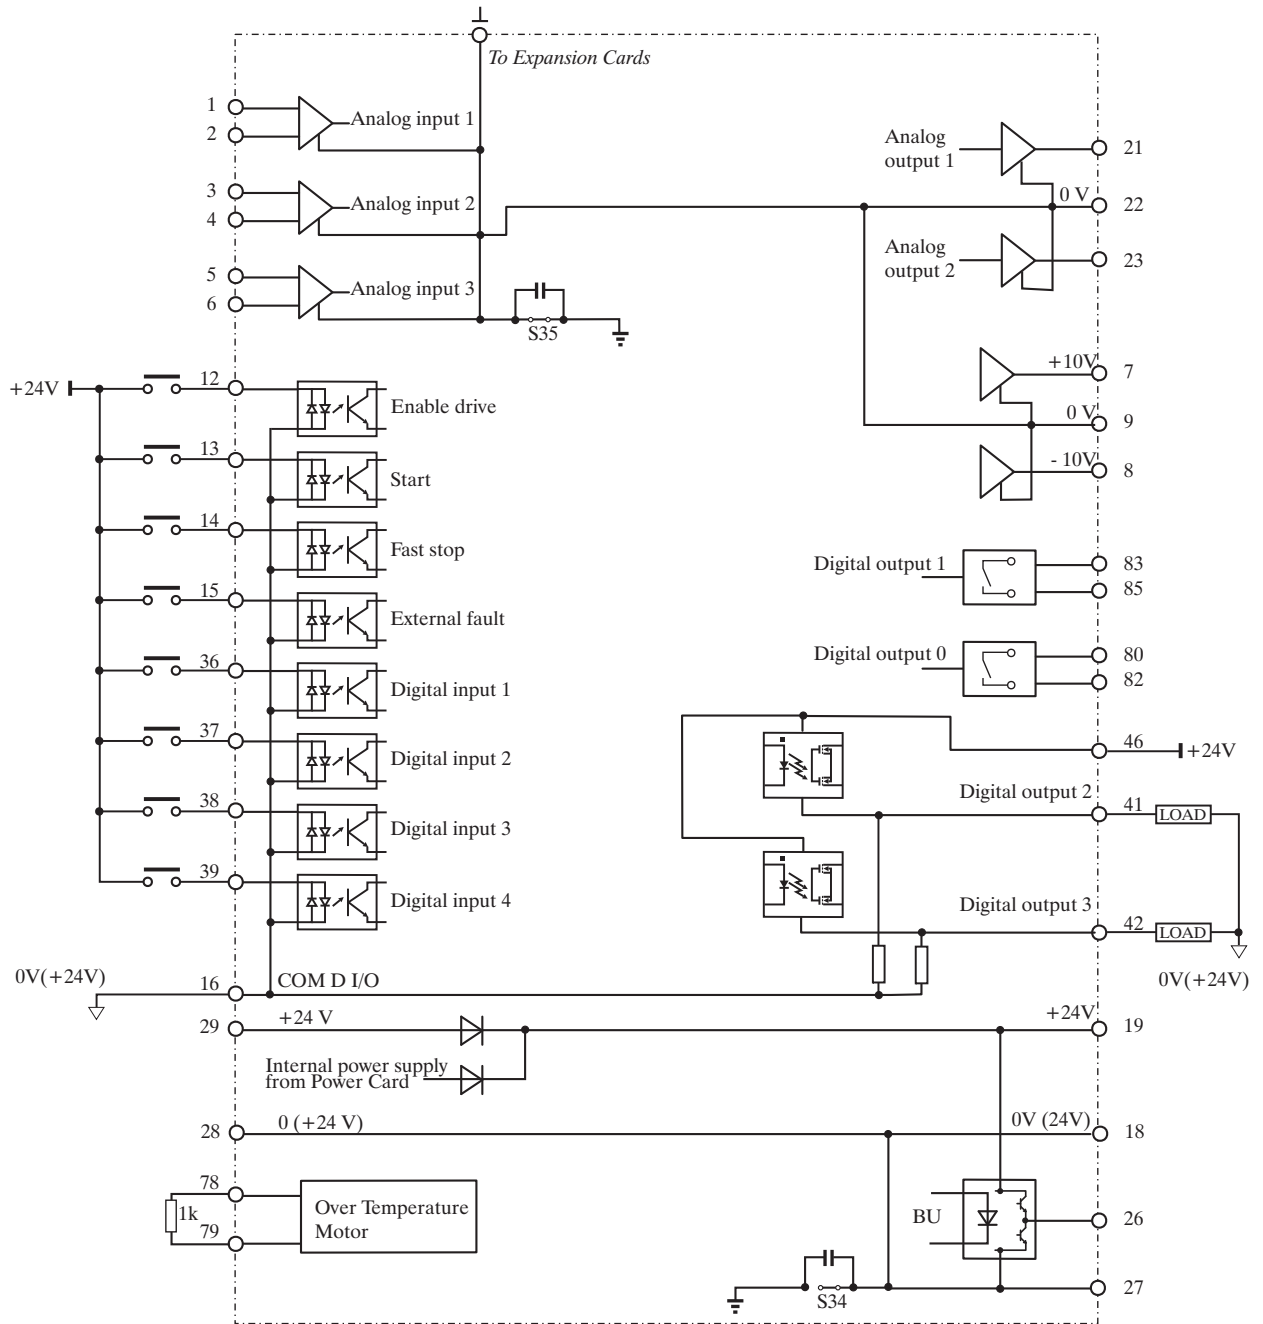 To Expansion Cards
1
Analog input 1
2
Analog
output 1
21
3
Analog input 2
4
0 V
22
Analog
output 2
23
5
Analog input 3
6
S35
+10V
7
+24V
12
Enable drive
0 V
9
13
Start
- 10V
8
14
Fast stop
Digital output 1
83
85
15
External fault
36
Digital input 1
Digital output 0
80
82
37
Digital input 2
46
+24V
38
Digital input 3
Digital output 2
41
LOAD
39
Digital input 4
Digital output 3
42
LOAD
0V(+24V)
16
COM D I/O
0V(+24V)
29
+24 V
+24V
19
Internal power supply
from Power Card
28
0 (+24 V)
0V (24V)
18
78
1k
79
Over Temperature
Motor
BU
26
S34
27